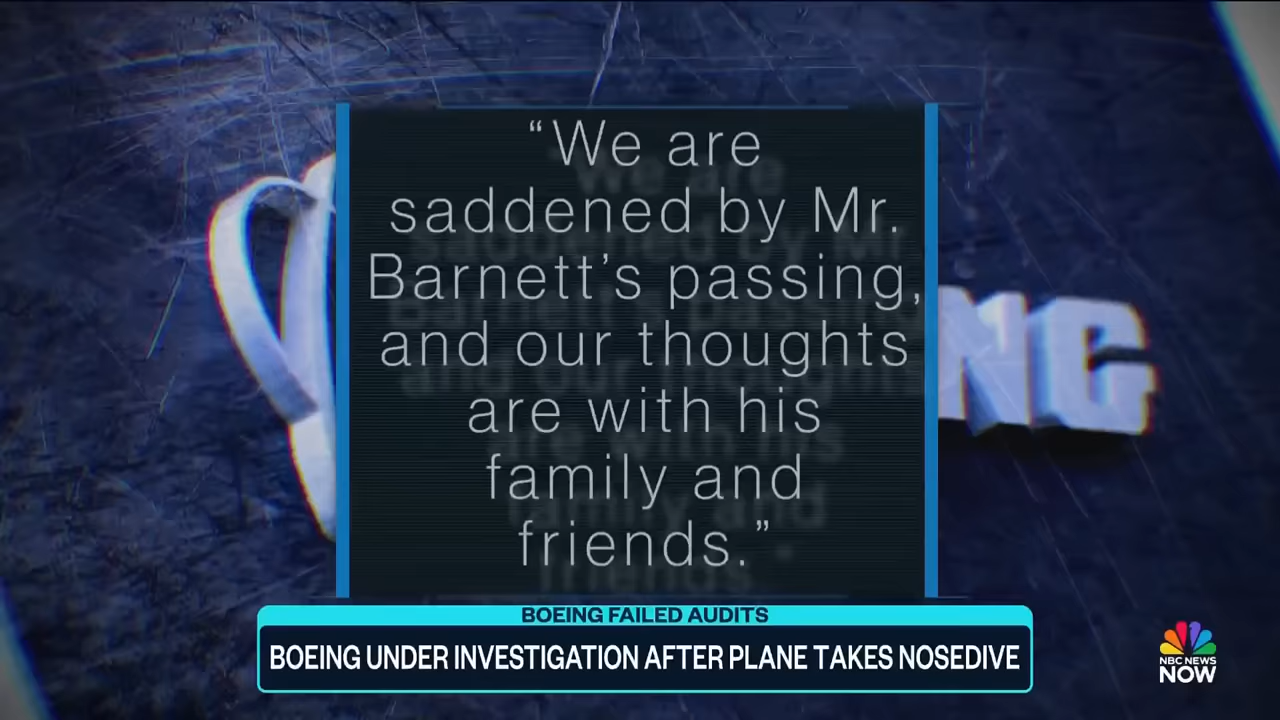 “We are
saddened by Mr.
Barnett’s passing,
and our thoughts
are with his
family and
friends.”
NG
BOEING FAILED AUDITS
BOEING UNDER INVESTIGATION AFTER PLANE TAKES NOSEDIVE
NBC NEWS
NOW